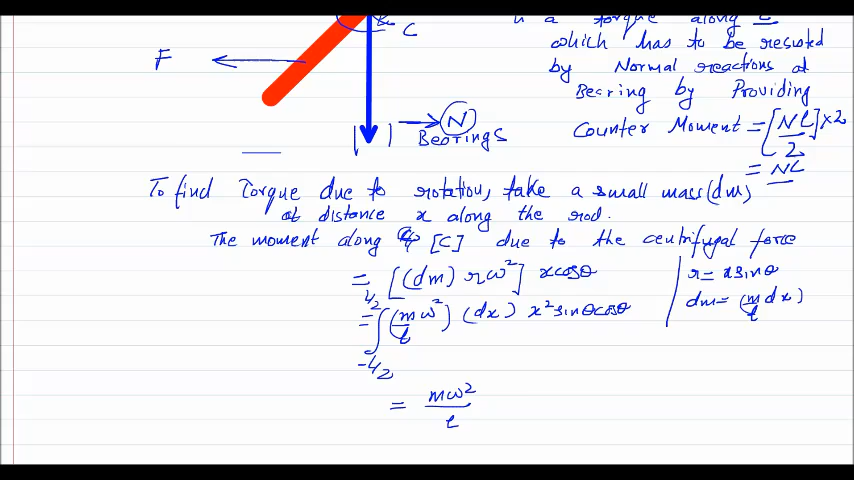 a torque along
C
which has to be resisted
F
by Normal reactions at
Bearing by Providing
N
Bearings
Counter Moment = [NL/2] × 2
= NL
To find Torque due to rotation, take a small mass (dm)
at distance x along the rod.
The moment along [C] due to the centrifugal force
= [(dm) rω²] x cosθ
r = x sinθ
= ∫ L/2 -L/2 (m/l ω²) (dx) x² sinθ cosθ
dm = (m/l dx)
= mω²/l